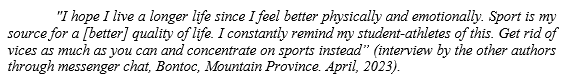 "I hope I live a longer life since I feel better physically and emotionally. Sport is my
source for a [better] quality of life. I constantly remind my student-athletes of this. Get rid of
vices as much as you can and concentrate on sports instead” (interview by the other authors
through messenger chat, Bontoc, Mountain Province. April, 2023).